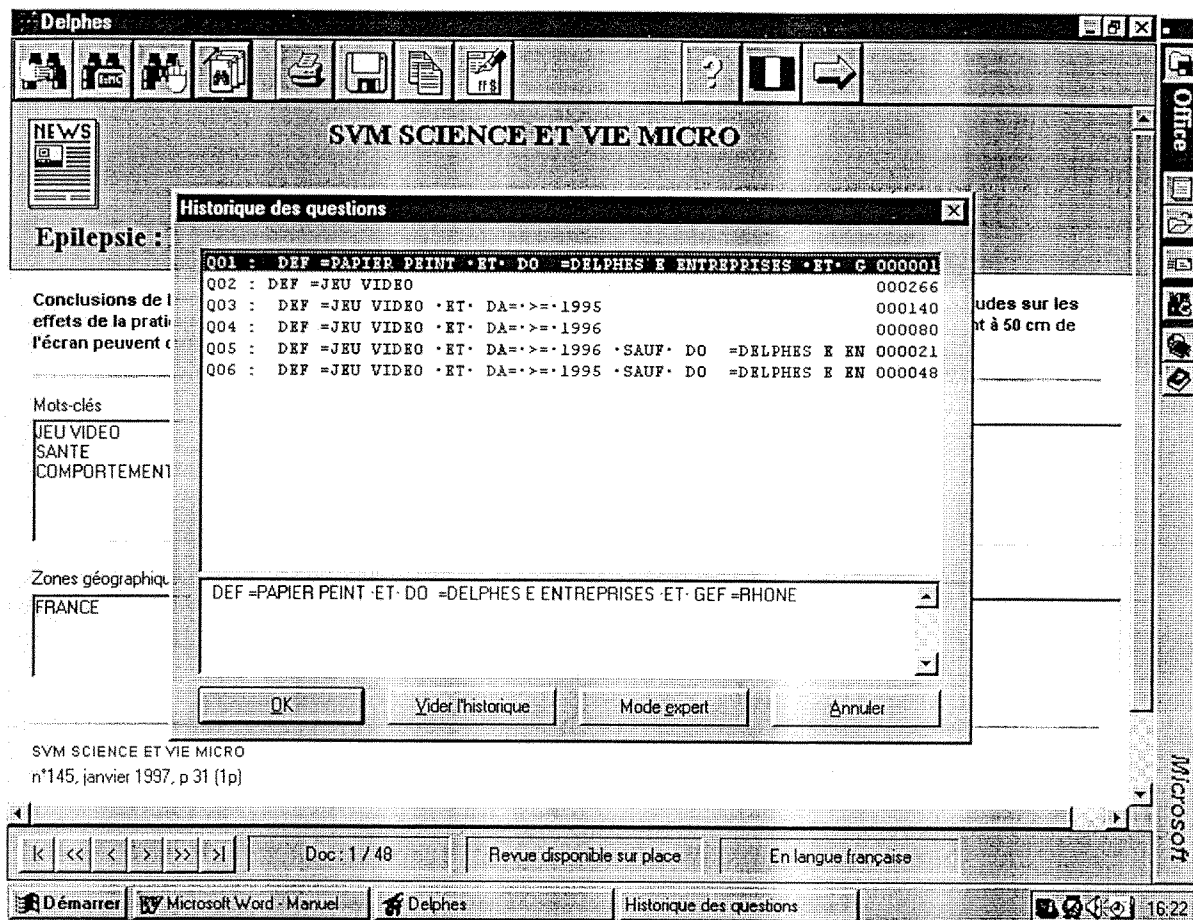 Delphes
Office
EMC
ff $
?
NEWS
SVM SCIENCE ET VIE MICRO
Historique des questions
Epilepsie :
Q01 : DEF =PAPIER PEINT ·ET· DO =DELPHES E ENTREPRISES ·ET· G 000001
Q02 : DEF =JEU VIDEO 000266
Q03 : DEF =JEU VIDEO ·ET· DA=·>=·1995 000140
Q04 : DEF =JEU VIDEO ·ET· DA=·>=·1996 000080
Q05 : DEF =JEU VIDEO ·ET· DA=·>=·1996 ·SAUF· DO =DELPHES E EN 000021
Q06 : DEF =JEU VIDEO ·ET· DA=·>=·1995 ·SAUF· DO =DELPHES E EN 000048
Conclusions de l udes sur les
effets de la prati nt à 50 cm de
l'écran peuvent
Mots-clés
JEU VIDEO
SANTE
COMPORTEMENT
Zones géographiqu
FRANCE
DEF =PAPIER PEINT ·ET· DO =DELPHES E ENTREPRISES ·ET· GEF =RHONE
OK Vider l'historique Mode expert Annuler
SVM SCIENCE ET VIE MICRO
n°145, janvier 1997, p 31 (1p)
Microsoft
|< << < > >> >| Doc : 1 / 48 Revue disponible sur place En langue française
Démarrer Microsoft Word - Manuel Delphes Historique des questions 16:22